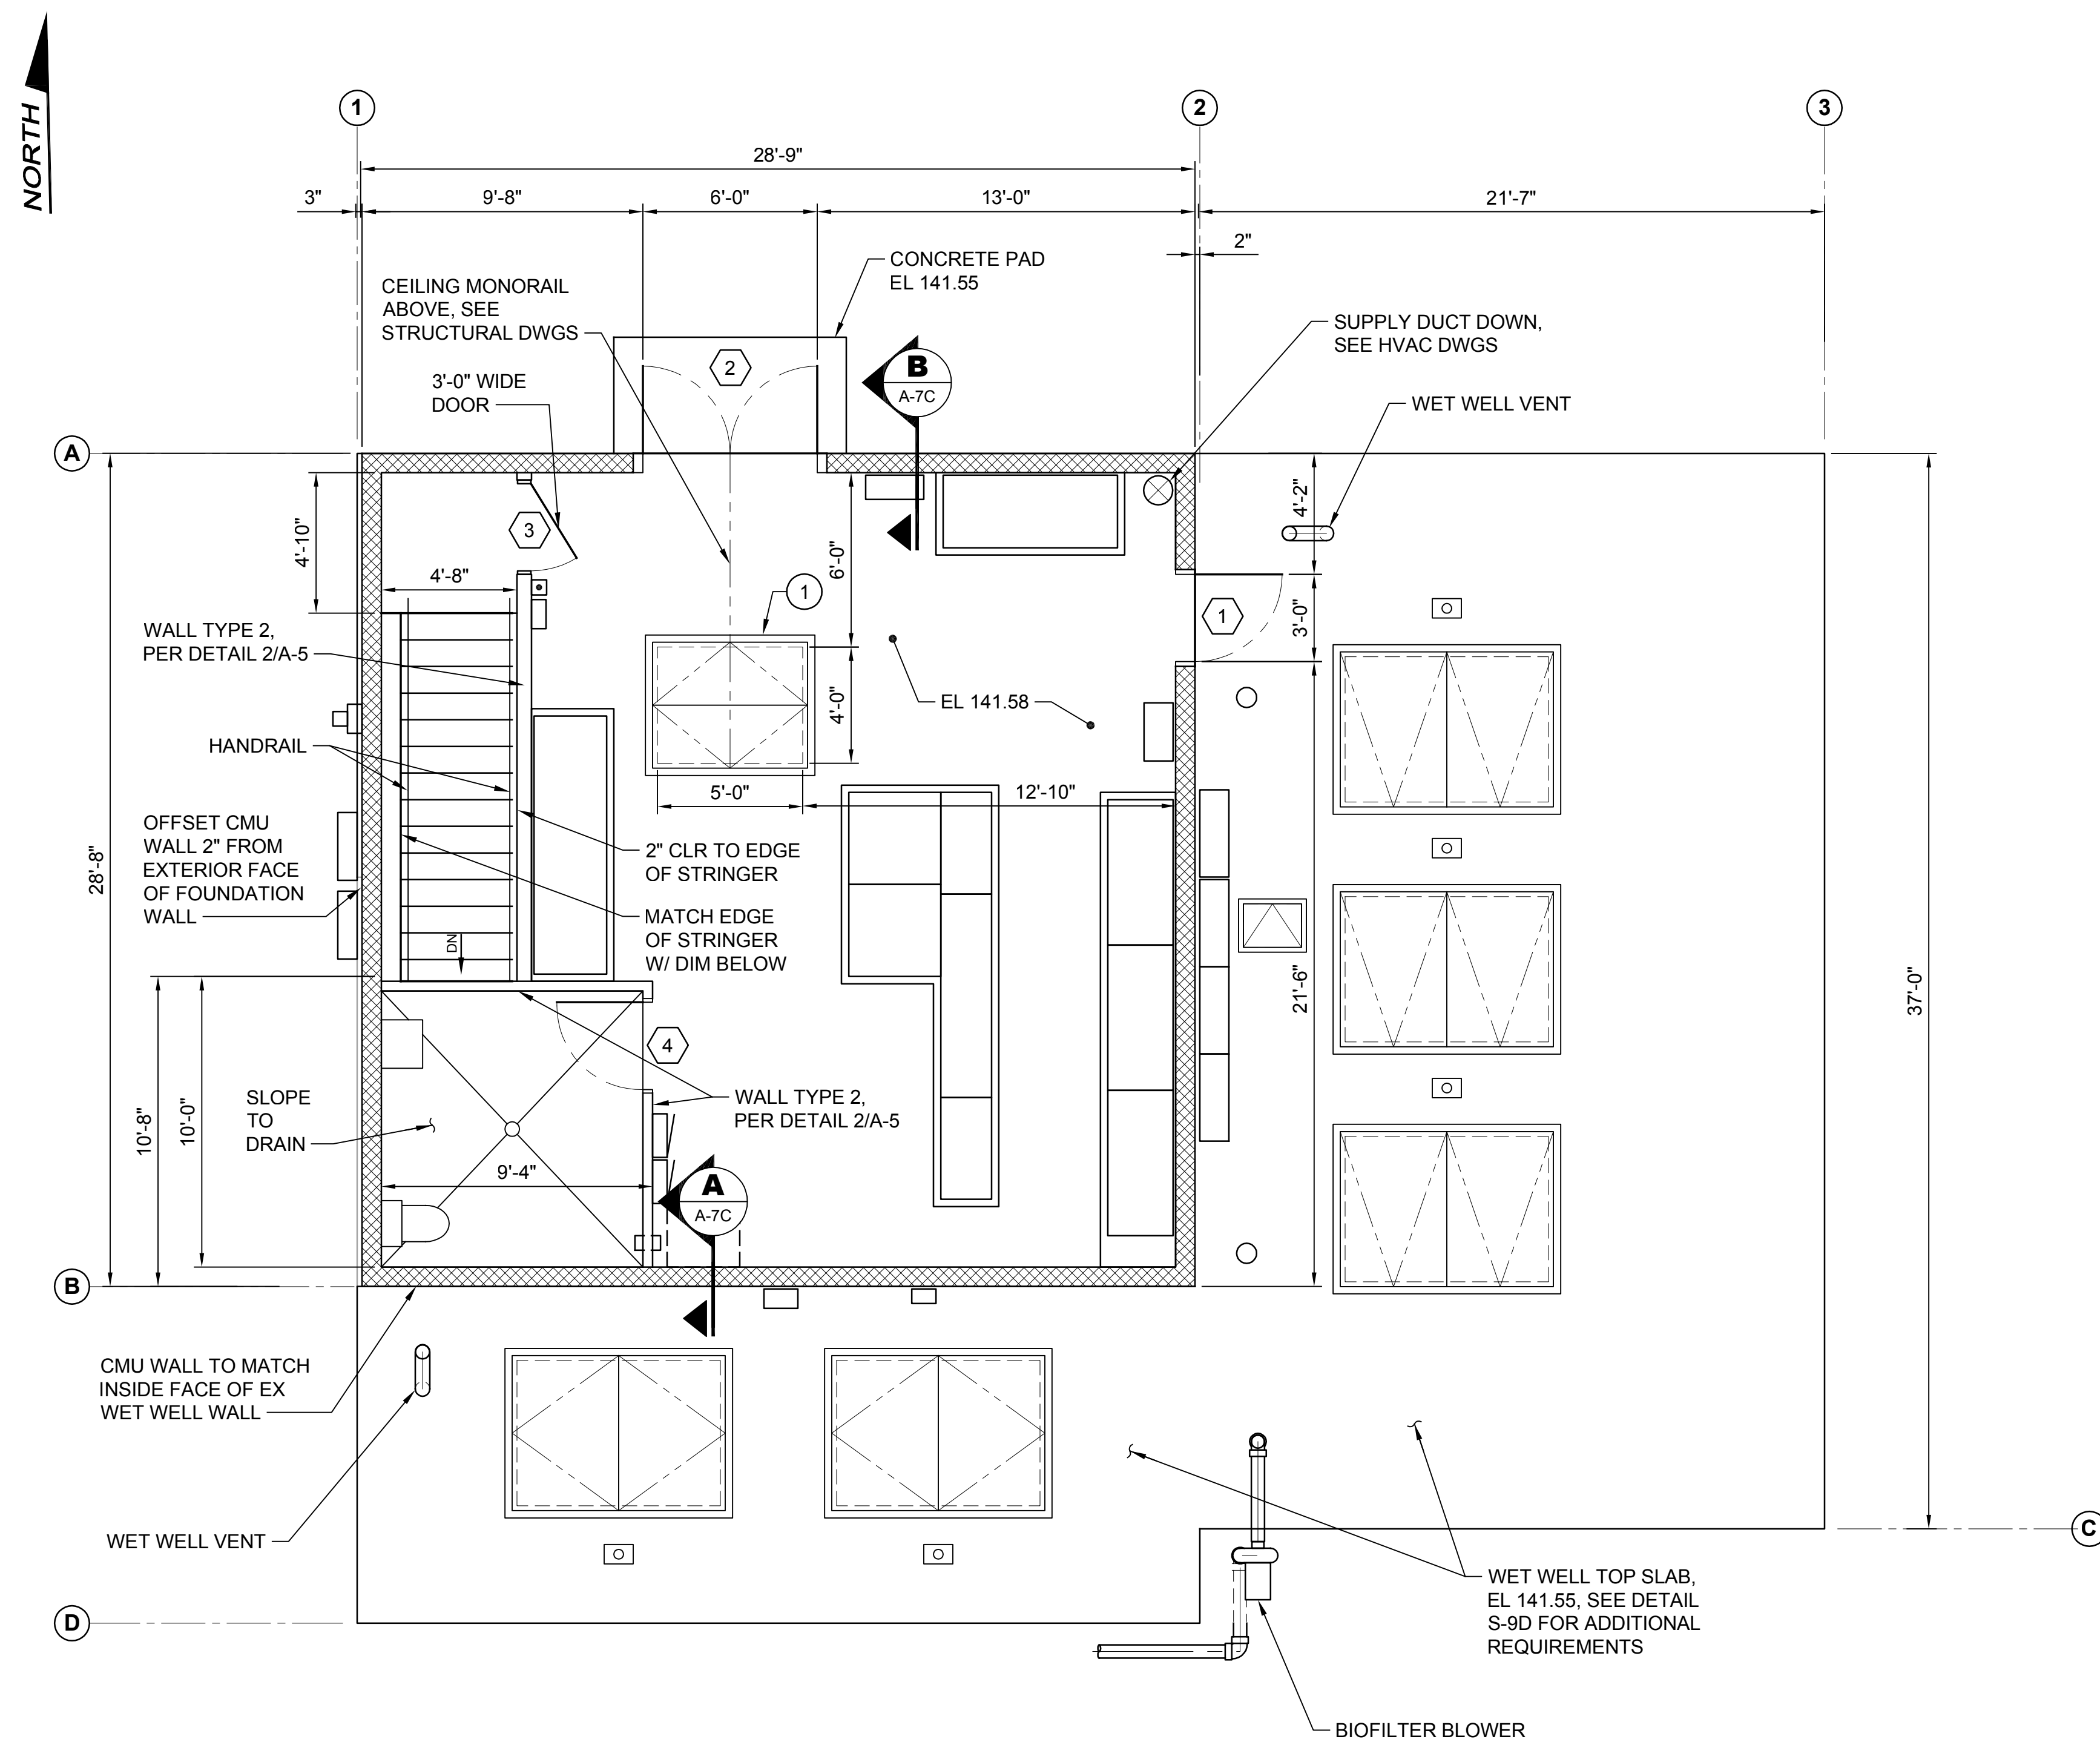 NORTH
1
2
3
28'-9"
3"
9'-8"
6'-0"
13'-0"
21'-7"
2"
CONCRETE PAD
EL 141.55
CEILING MONORAIL
ABOVE, SEE
STRUCTURAL DWGS
SUPPLY DUCT DOWN,
SEE HVAC DWGS
3'-0" WIDE
DOOR
2
B
A-7C
WET WELL VENT
A
4'-10"
3
4'-8"
6'-0"
4'-2"
1
3'-0"
1
WALL TYPE 2,
PER DETAIL 2/A-5
4'-0"
EL 141.58
HANDRAIL
5'-0"
12'-10"
OFFSET CMU
WALL 2" FROM
EXTERIOR FACE
OF FOUNDATION
WALL
28'-8"
2" CLR TO EDGE
OF STRINGER
MATCH EDGE
OF STRINGER
W/ DIM BELOW
DN
21'-6"
37'-0"
4
SLOPE
TO
DRAIN
10'-8"
10'-0"
WALL TYPE 2,
PER DETAIL 2/A-5
9'-4"
A
A-7C
B
CMU WALL TO MATCH
INSIDE FACE OF EX
WET WELL WALL
WET WELL VENT
C
WET WELL TOP SLAB,
EL 141.55, SEE DETAIL
S-9D FOR ADDITIONAL
REQUIREMENTS
D
BIOFILTER BLOWER